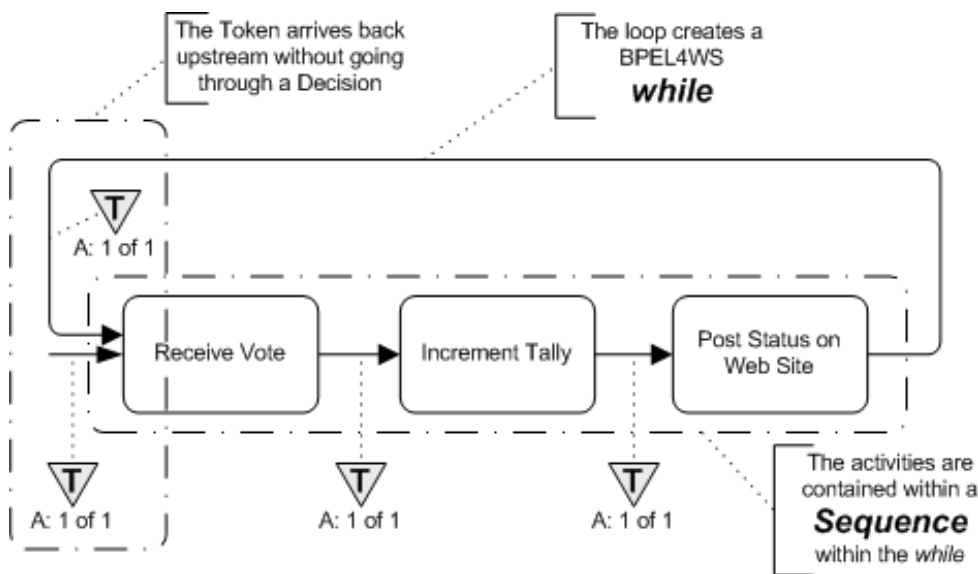 The Token arrives back
upstream without going
through a Decision
The loop creates a
BPEL4WS
while
T
A: 1 of 1
Receive Vote
Increment Tally
Post Status on
Web Site
T
A: 1 of 1
T
A: 1 of 1
T
A: 1 of 1
The activities are
contained within a
Sequence
within the while